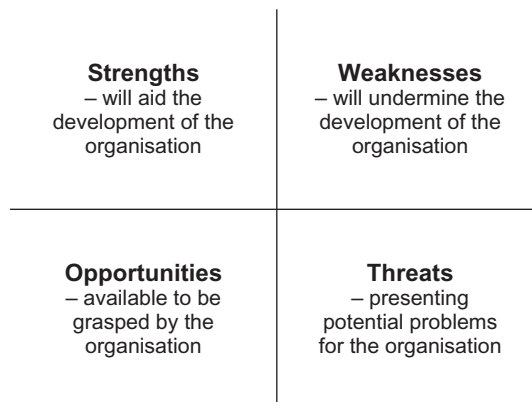 Strengths
– will aid the
development of the
organisation
Weaknesses
– will undermine the
development of the
organisation
Opportunities
– available to be
grasped by the
organisation
Threats
– presenting
potential problems
for the organisation